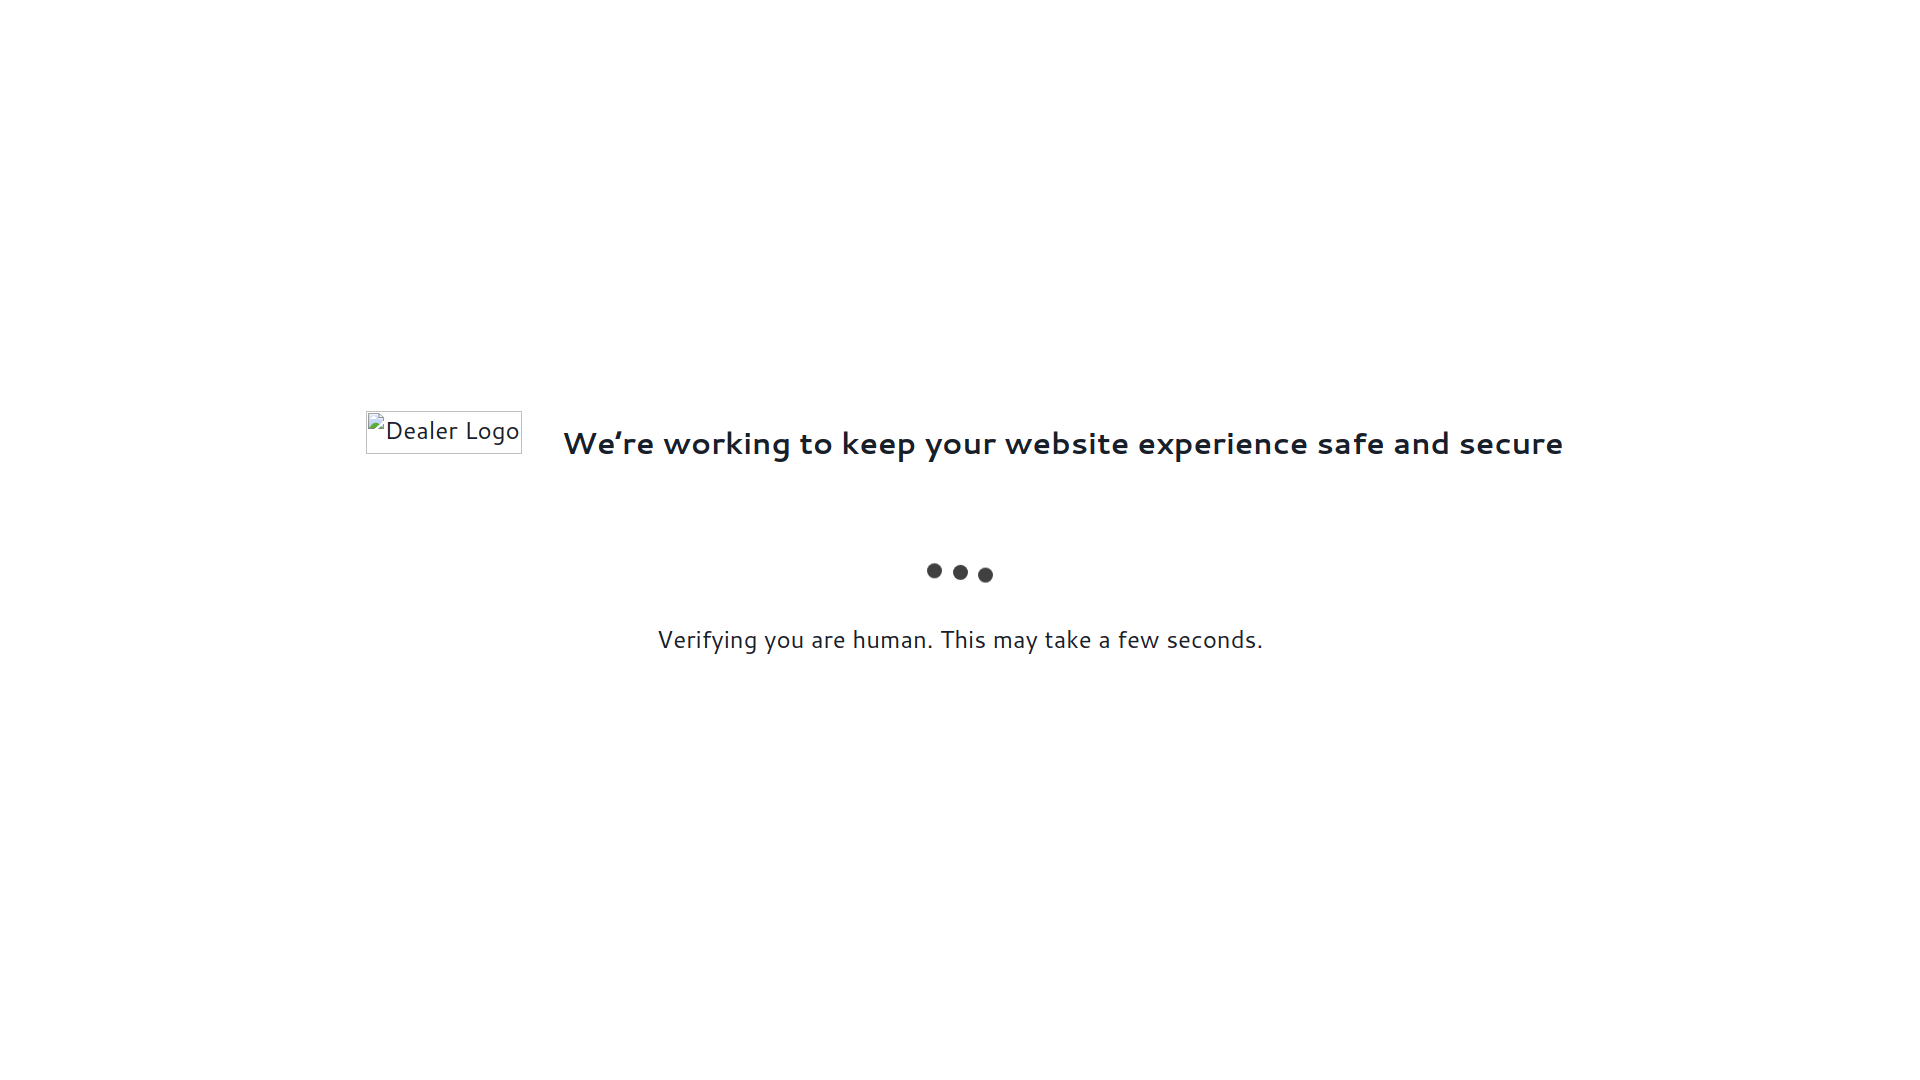 Dealer Logo
We’re working to keep your website experience safe and secure
Verifying you are human. This may take a few seconds.